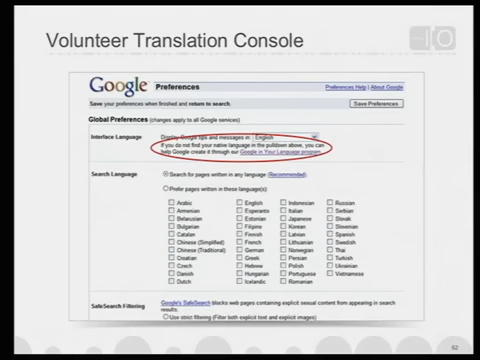 Volunteer Translation Console
IO
Google Preferences Preferences Help | About Google
Save your preferences when finished and return to search. Save Preferences
Global Preferences (changes apply to all Google services)
Interface Language Display Google tips and messages in: English
If you do not find your native language in the pulldown above, you can
help Google create it through our Google in Your Language program.
Search Language Search for pages written in any language (Recommended).
Prefer pages written in these language(s):
Arabic English Indonesian Russian
Armenian Esperanto Italian Serbian
Belarusian Estonian Japanese Slovak
Bulgarian Filipino Korean Slovenian
Catalan Finnish Latvian Spanish
Chinese (Simplified) French Lithuanian Swedish
Chinese (Traditional) German Norwegian Thai
Croatian Greek Persian Turkish
Czech Hebrew Polish Ukrainian
Danish Hungarian Portuguese Vietnamese
Dutch Icelandic Romanian
SafeSearch Filtering Google's SafeSearch blocks web pages containing explicit sexual content from appearing in search
results.
Use strict filtering (Filter both explicit text and explicit images)
62